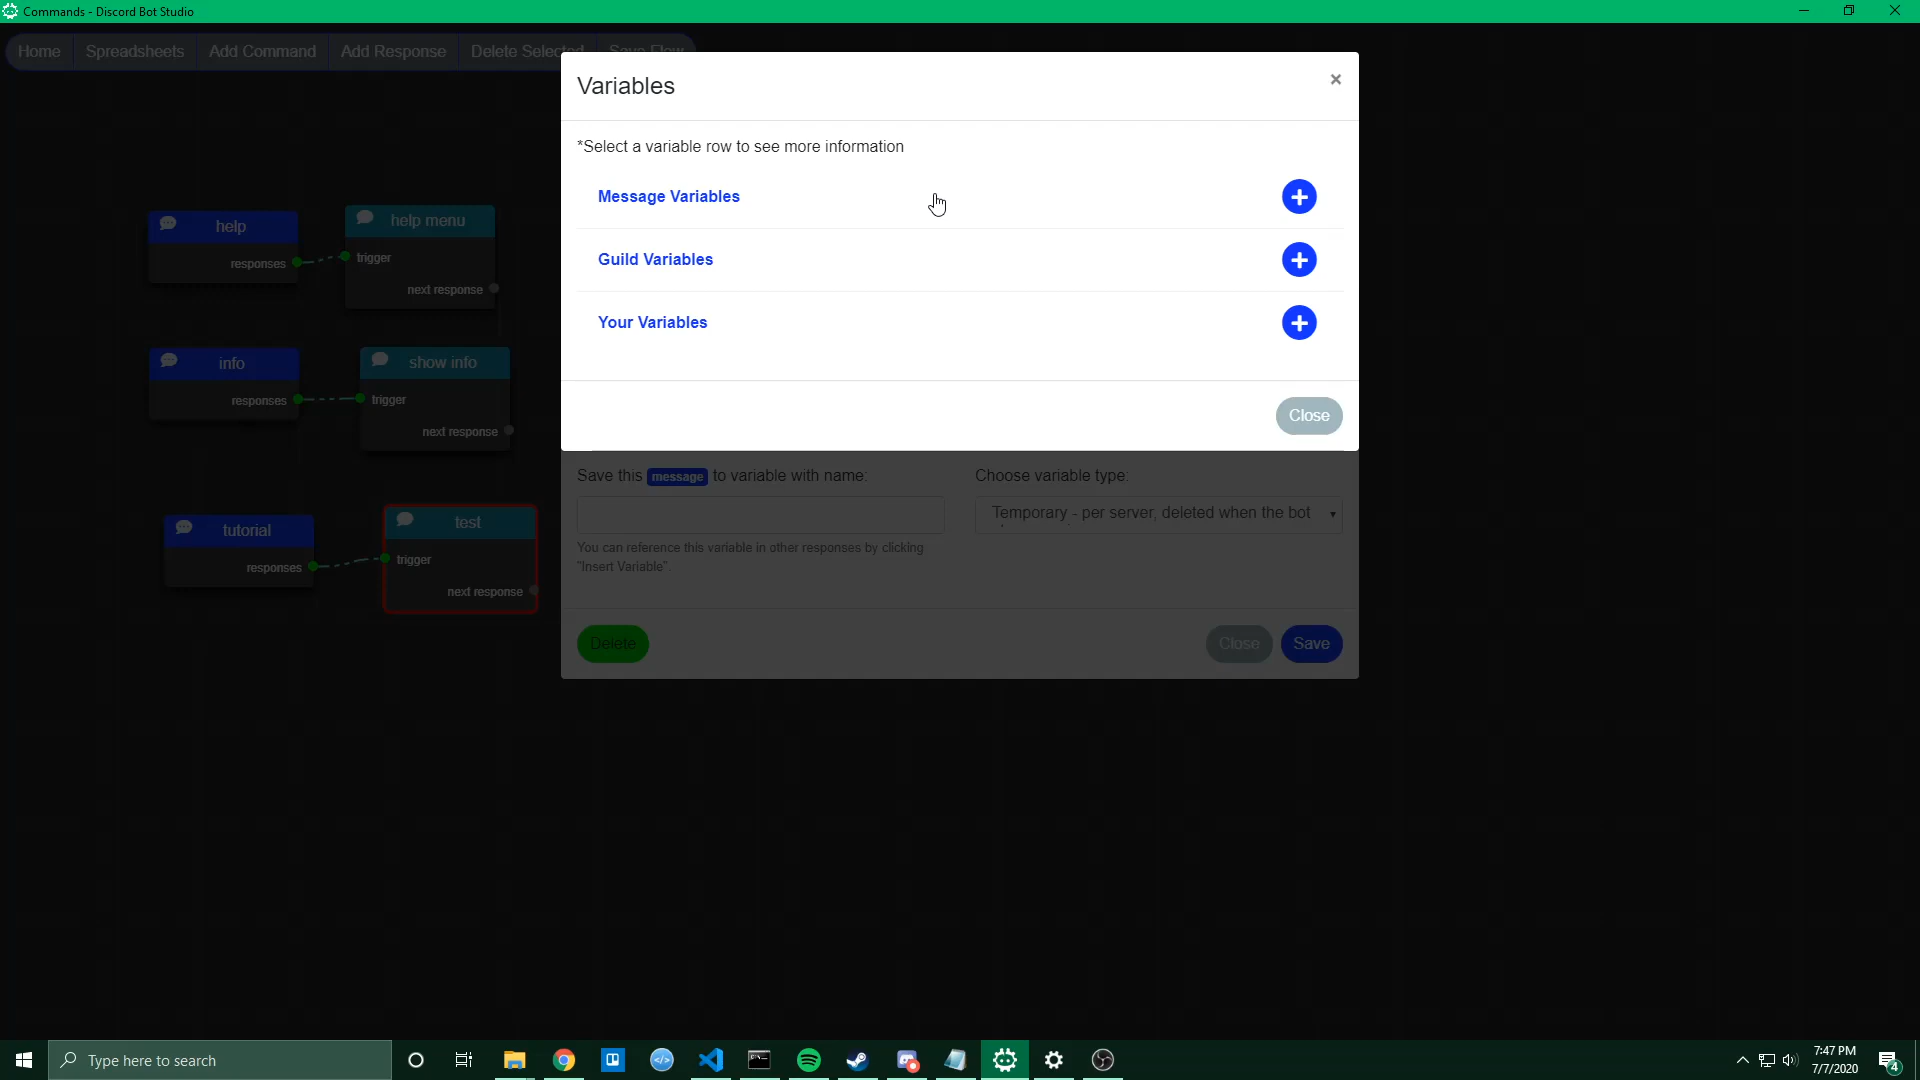 Commands - Discord Bot Studio
Home Spreadsheets Add Command Add Response Delete Selected Save Flow
Variables
×
*Select a variable row to see more information
Message Variables
Guild Variables
Your Variables
Close
help
responses
help menu
trigger
next response
info
responses
show info
trigger
next response
tutorial
responses
test
trigger
next response
Save this message to variable with name:
Choose variable type:
Temporary - per server, deleted when the bot
You can reference this variable in other responses by clicking
"Insert Variable".
Delete
Close
Save
Type here to search
7:47 PM
7/7/2020
4